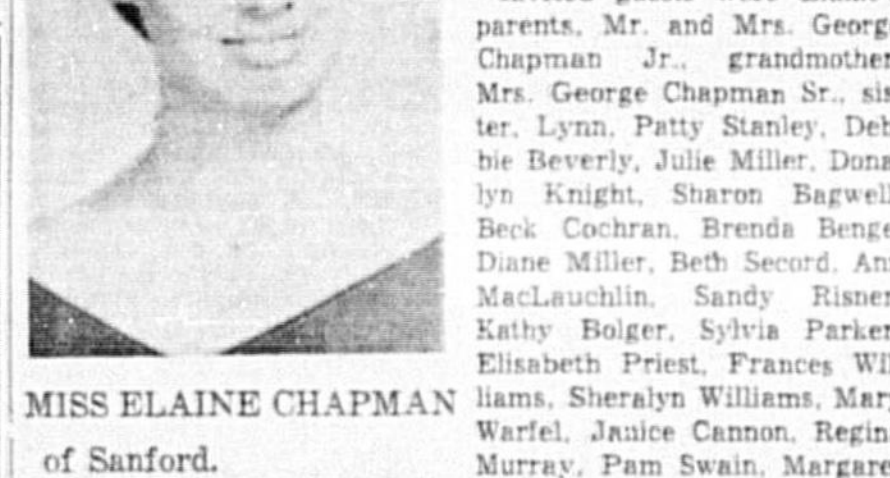 MISS ELAINE CHAPMAN
of Sanford.
parents, Mr. and Mrs. George
Chapman Jr., grandmother
Mrs. George Chapman Sr., sis
ter, Lynn, Patty Stanley, Deb
bie Beverly, Julie Miller, Dona
lyn Knight, Sharon Bagwell
Beck Cochran, Brenda Benge
Diane Miller, Beth Secord, Ann
MacLauchlin, Sandy Risner
Kathy Bolger, Sylvia Parker
Elisabeth Priest, Frances Wil
liams, Sheralyn Williams, Mary
Warfel, Janice Cannon, Regin
Murray, Pam Swain, Margare